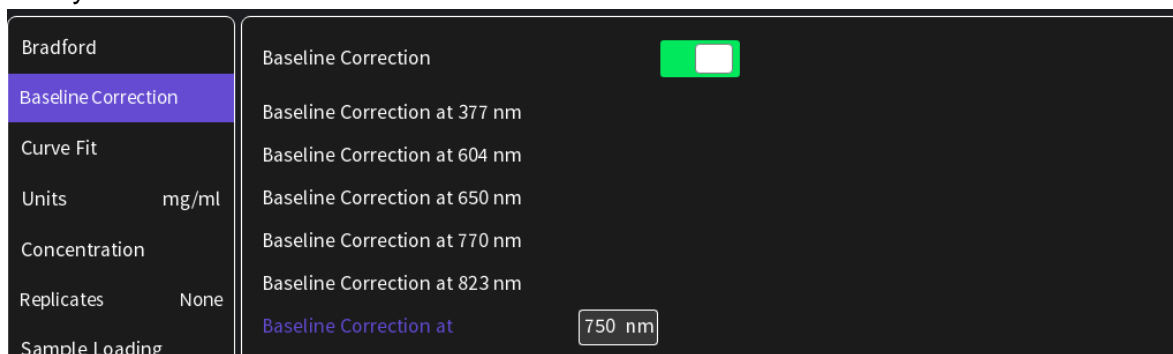 Bradford
Baseline Correction
Curve Fit
Units mg/ml
Concentration
Replicates None
Sample Loading
Baseline Correction
Baseline Correction at 377 nm
Baseline Correction at 604 nm
Baseline Correction at 650 nm
Baseline Correction at 770 nm
Baseline Correction at 823 nm
Baseline Correction at 750 nm